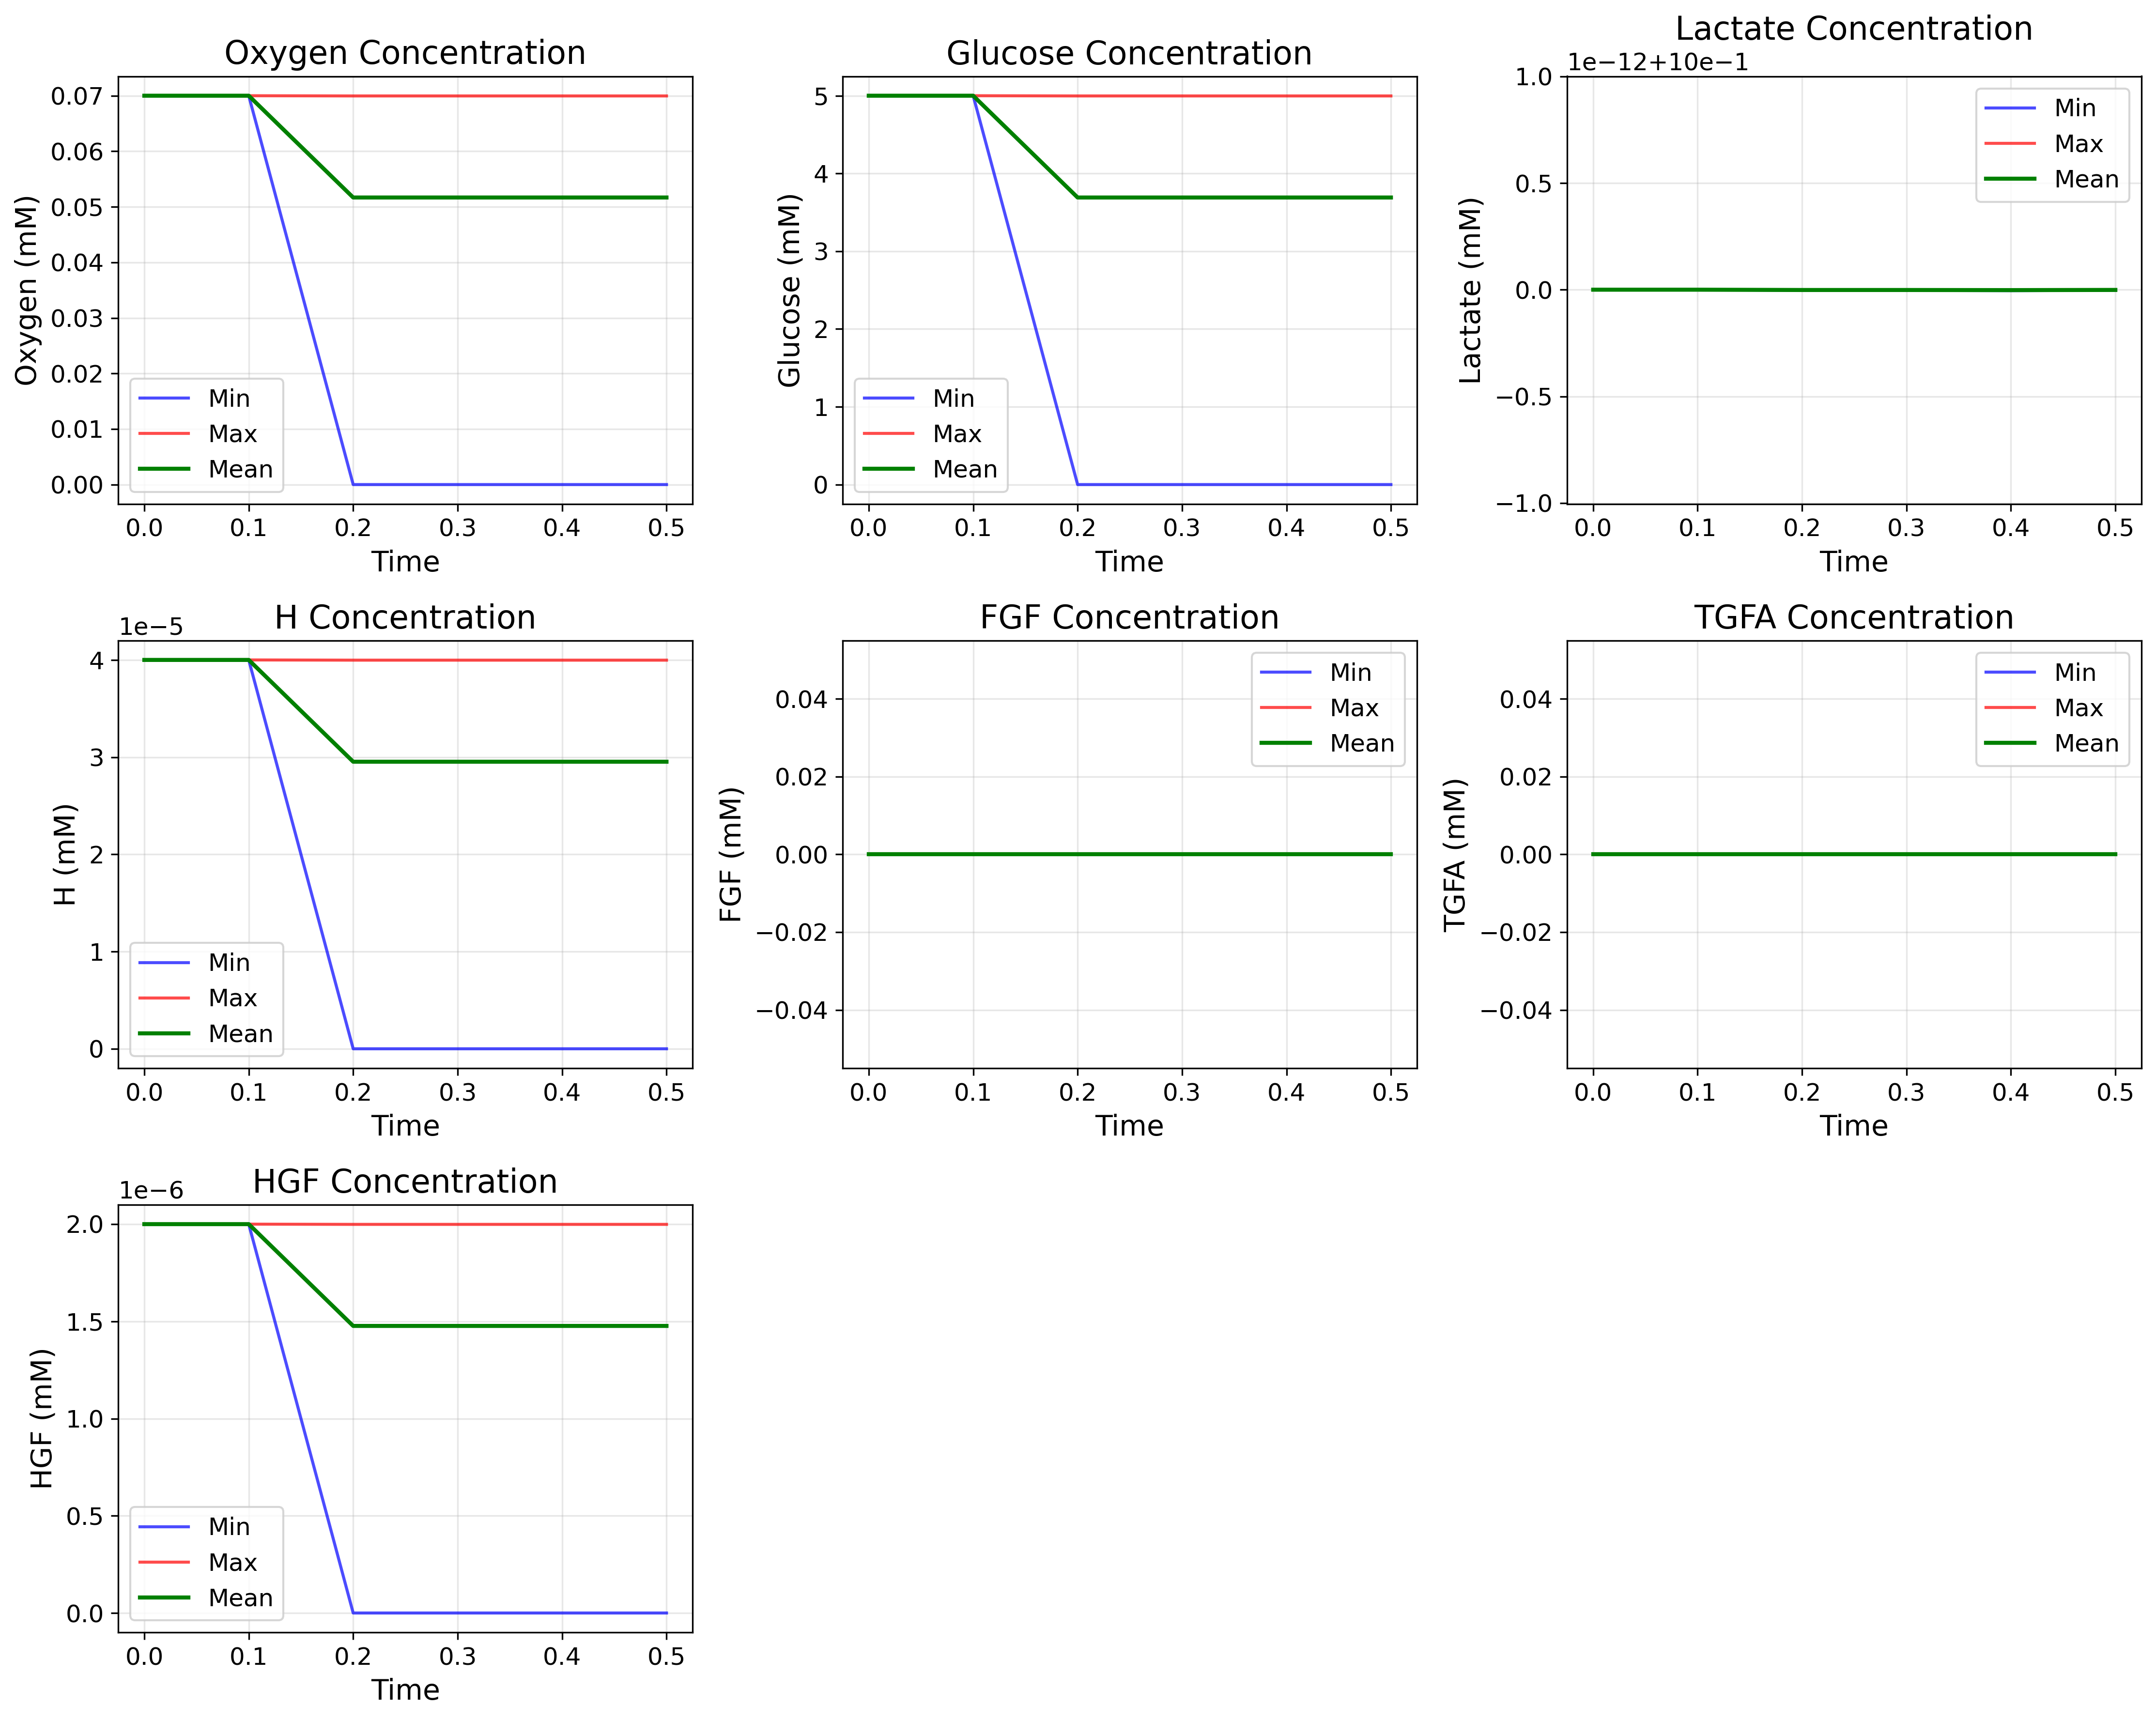 Oxygen Concentration
Oxygen (mM)
0.07
0.06
0.05
0.04
0.03
0.02
0.01
0.00
Min
Max
Mean
0.0 0.1 0.2 0.3 0.4 0.5
Time
Glucose Concentration
Glucose (mM)
5
4
3
2
1
0
Min
Max
Mean
0.0 0.1 0.2 0.3 0.4 0.5
Time
Lactate Concentration
1e−12+10e−1
Lactate (mM)
1.0
0.5
0.0
−0.5
−1.0
Min
Max
Mean
0.0 0.1 0.2 0.3 0.4 0.5
Time
H Concentration
1e−5
H (mM)
4
3
2
1
0
Min
Max
Mean
0.0 0.1 0.2 0.3 0.4 0.5
Time
FGF Concentration
FGF (mM)
0.04
0.02
0.00
−0.02
−0.04
Min
Max
Mean
0.0 0.1 0.2 0.3 0.4 0.5
Time
TGFA Concentration
TGFA (mM)
0.04
0.02
0.00
−0.02
−0.04
Min
Max
Mean
0.0 0.1 0.2 0.3 0.4 0.5
Time
HGF Concentration
1e−6
HGF (mM)
2.0
1.5
1.0
0.5
0.0
Min
Max
Mean
0.0 0.1 0.2 0.3 0.4 0.5
Time